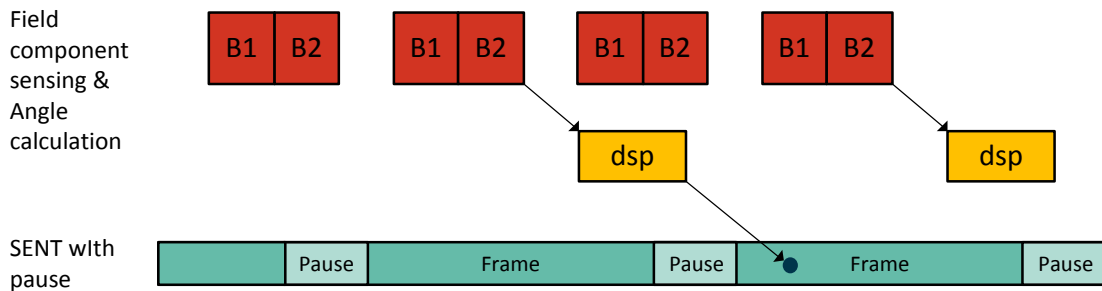 Field
component
sensing &
Angle
calculation
B1 B2 B1 B2 B1 B2 B1 B2
dsp dsp
SENT wIth
pause
Pause Frame Pause Frame Pause